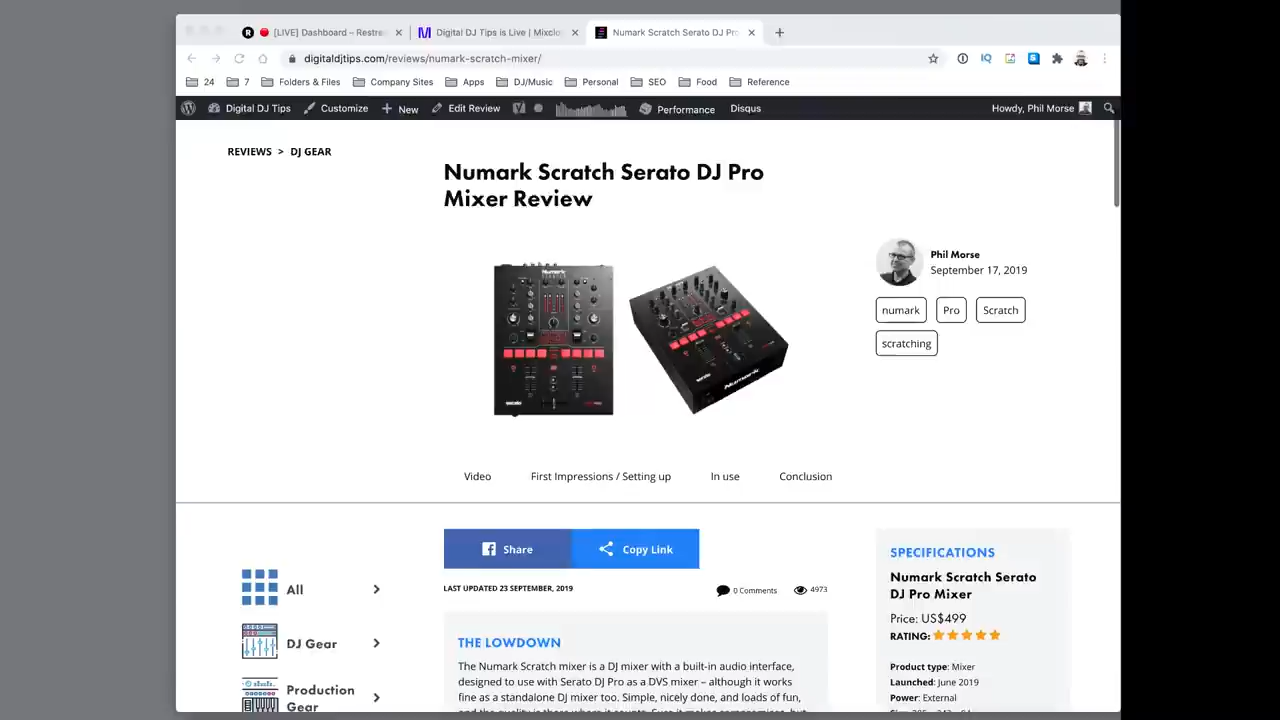 [LIVE] Dashboard – Restre
Digital DJ Tips is Live | Mixclo
Numark Scratch Serato DJ Pro
digitaldjtips.com/reviews/numark-scratch-mixer/
24
7
Folders & Files
Company Sites
Apps
DJ/Music
Personal
SEO
Food
Reference
Digital DJ Tips
Customize
New
Edit Review
Performance
Disqus
Howdy, Phil Morse
REVIEWS > DJ GEAR
Numark Scratch Serato DJ Pro
Mixer Review
Phil Morse
September 17, 2019
numark
Pro
Scratch
scratching
Video
First Impressions / Setting up
In use
Conclusion
Share
Copy Link
LAST UPDATED 23 SEPTEMBER, 2019
0 Comments
4973
All
DJ Gear
Production
Gear
THE LOWDOWN
The Numark Scratch mixer is a DJ mixer with a built-in audio interface,
designed to use with Serato DJ Pro as a DVS mixer – although it works
fine as a standalone DJ mixer too. Simple, nicely done, and loads of fun,
SPECIFICATIONS
Numark Scratch Serato
DJ Pro Mixer
Price: US$499
RATING:
Product type: Mixer
Launched: June 2019
Power: External